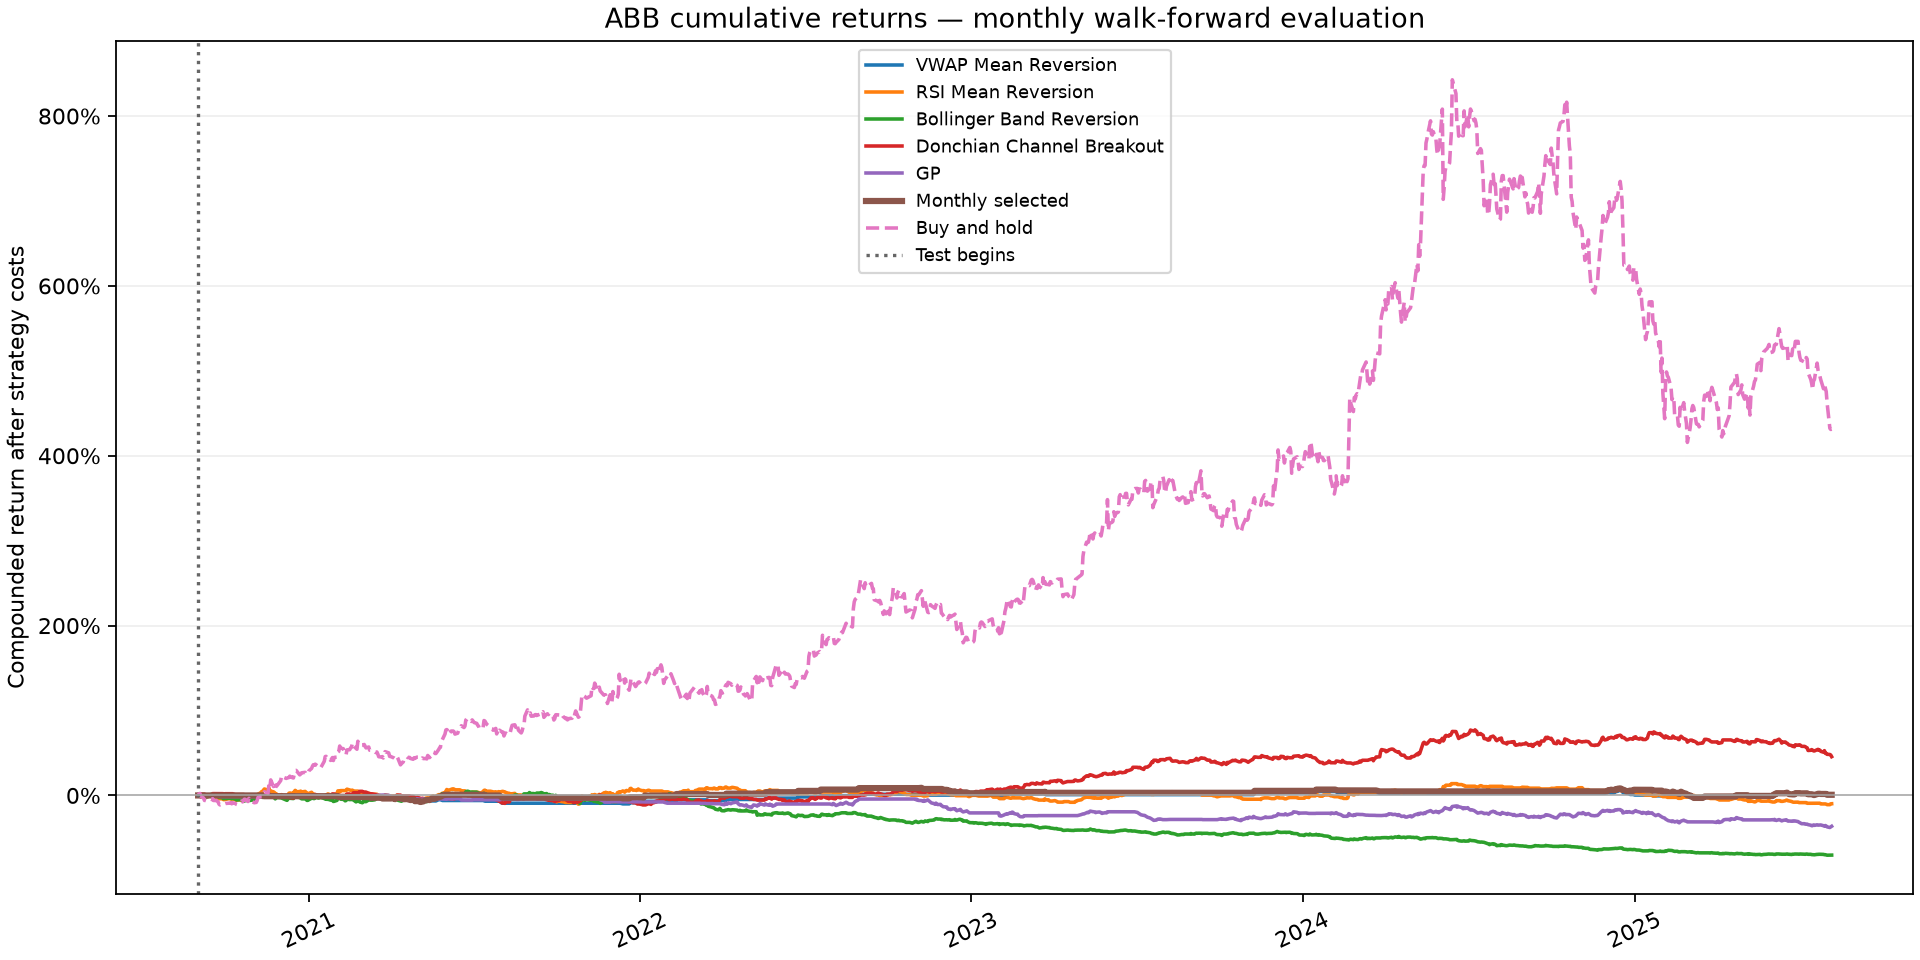 ABB cumulative returns — monthly walk-forward evaluation
VWAP Mean Reversion
RSI Mean Reversion
Bollinger Band Reversion
Donchian Channel Breakout
GP
Monthly selected
Buy and hold
Test begins
Compounded return after strategy costs
800%
600%
400%
200%
0%
2021
2022
2023
2024
2025